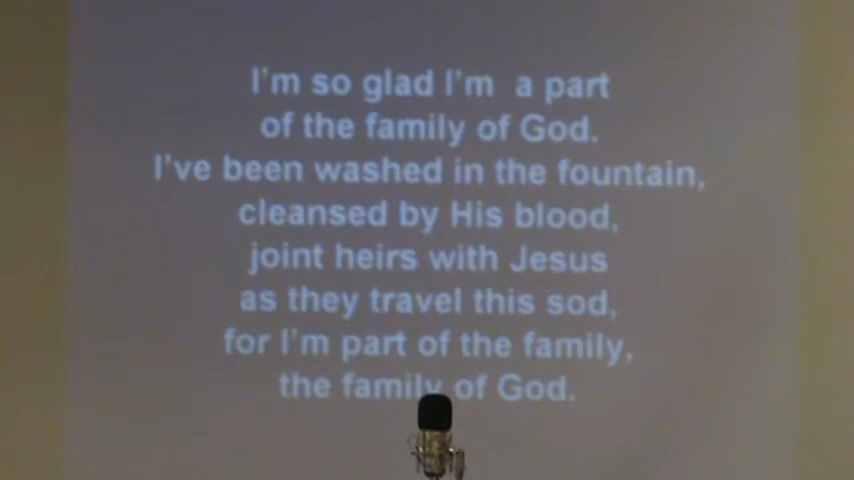 I'm so glad I'm a part
of the family of God.
I've been washed in the fountain,
cleansed by His blood,
joint heirs with Jesus
as they travel this sod,
for I'm part of the family,
the family of God.